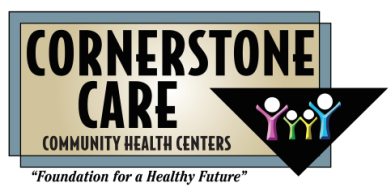 CORNERSTONE
CARE
COMMUNITY HEALTH CENTERS
"Foundation for a Healthy Future"